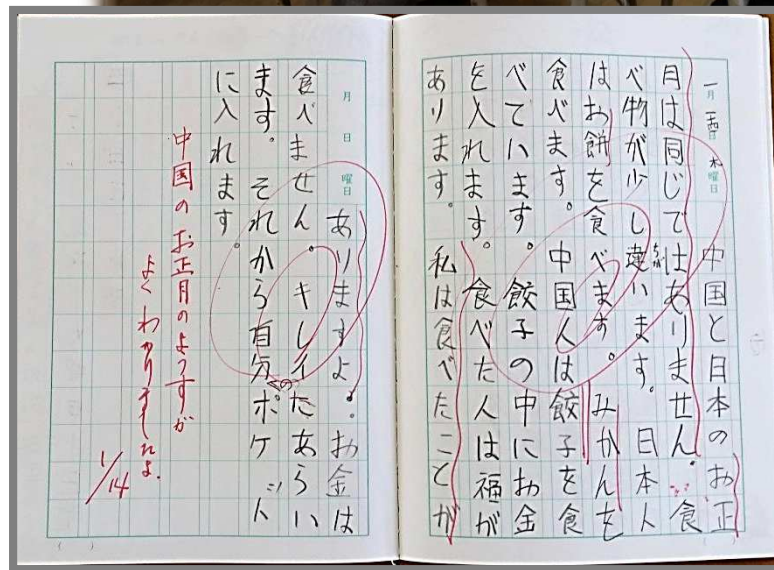 一月 十四日 木曜日
中国と日本のお正
月は同じではありません。食
べ物が少し違います。日本人
はお餅を食べます。みかんを
食べます。中国人は餃子を食
べています。餃子の中にお金
を入れます。食べた人は福が
あります。私は食べたことが
月 日 曜日
ありますよ。お金は
食べません。キレイたあらい
ます。それから自分のポケット
に入れます。
中国のお正月のようすが
よくわかりましたよ。
1/14